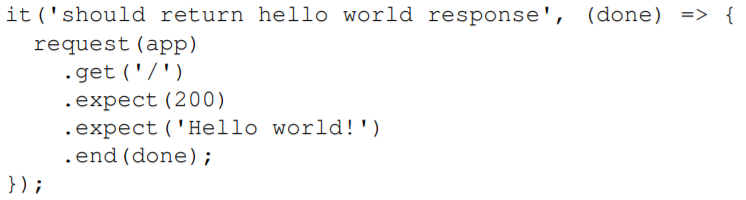 it('should return hello world response', (done) => {
  request(app)
    .get('/')
    .expect(200)
    .expect('Hello world!')
    .end(done);
});